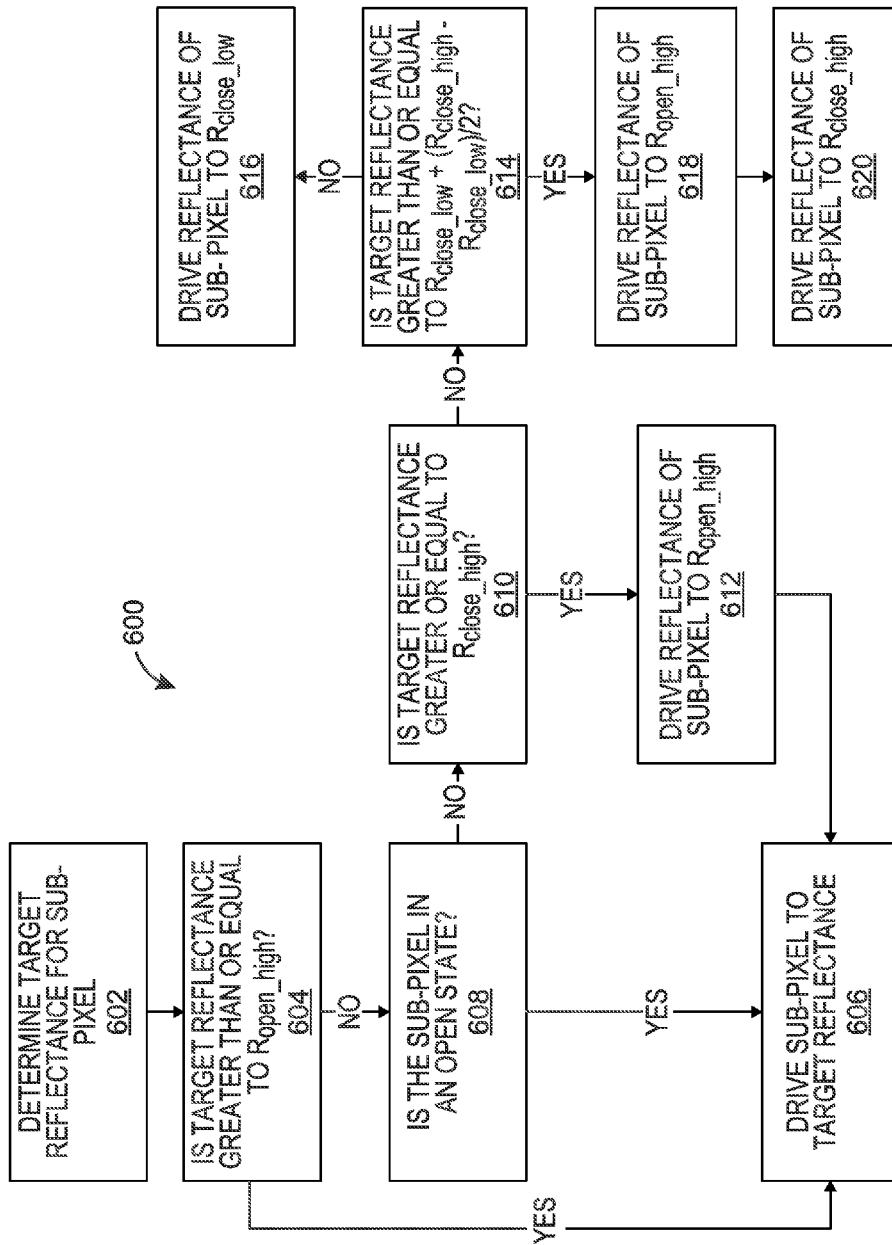 600
DETERMINE TARGET
REFLECTANCE FOR SUB-
PIXEL
602
IS TARGET REFLECTANCE
GREATER THAN OR EQUAL
TO Ropen_high?
604
YES
NO
IS THE SUB-PIXEL IN
AN OPEN STATE?
608
YES
NO
DRIVE SUB-PIXEL TO
TARGET REFLECTANCE
606
IS TARGET REFLECTANCE
GREATER OR EQUAL TO
Rclose_high?
610
YES
NO
DRIVE REFLECTANCE OF
SUB-PIXEL TO Ropen_high
612
DRIVE REFLECTANCE OF
SUB- PIXEL TO Rclose_low
616
NO
IS TARGET REFLECTANCE
GREATER THAN OR EQUAL
TO Rclose_low + (Rclose_high -
Rclose_low)/2?
614
YES
DRIVE REFLECTANCE OF
SUB-PIXEL TO Ropen_high
618
DRIVE REFLECTANCE OF
SUB-PIXEL TO Rclose_high
620